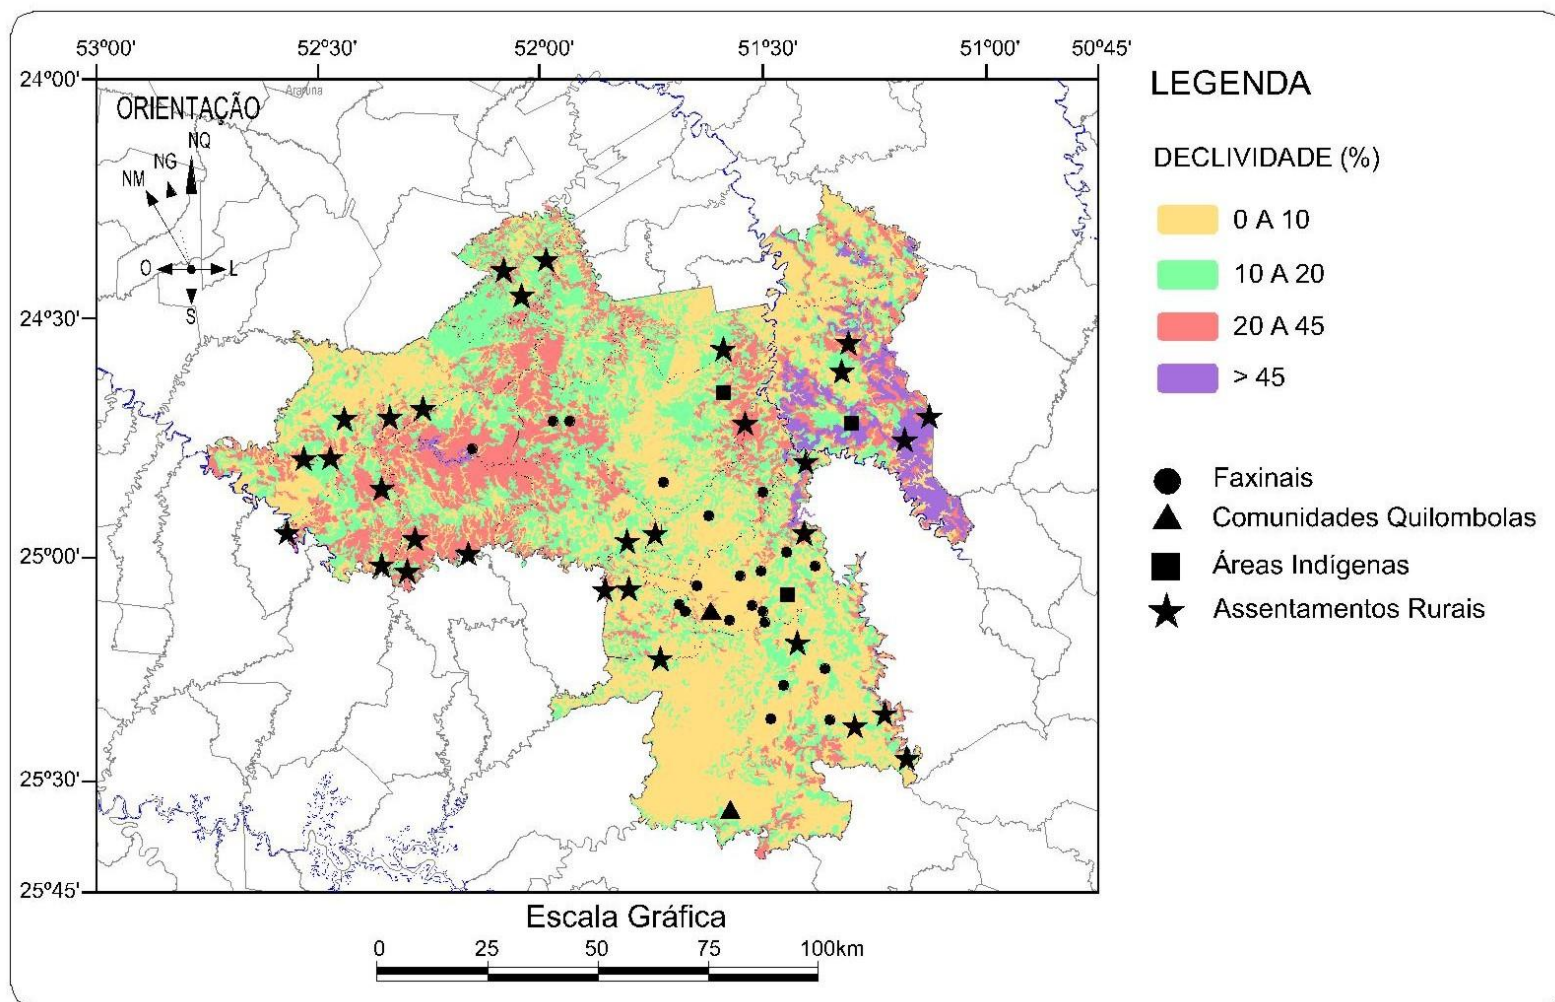 53º00' 52º30' 52º00' 51º30' 51º00' 50º45'
24º00'
Araruna
ORIENTAÇÃO
NQ
NG
NM
O L
S
24º30'
25º00'
25º30'
25º45'
LEGENDA
DECLIVIDADE (%)
0 A 10
10 A 20
20 A 45
> 45
Faxinais
Comunidades Quilombolas
Áreas Indígenas
Assentamentos Rurais
Escala Gráfica
0 25 50 75 100km